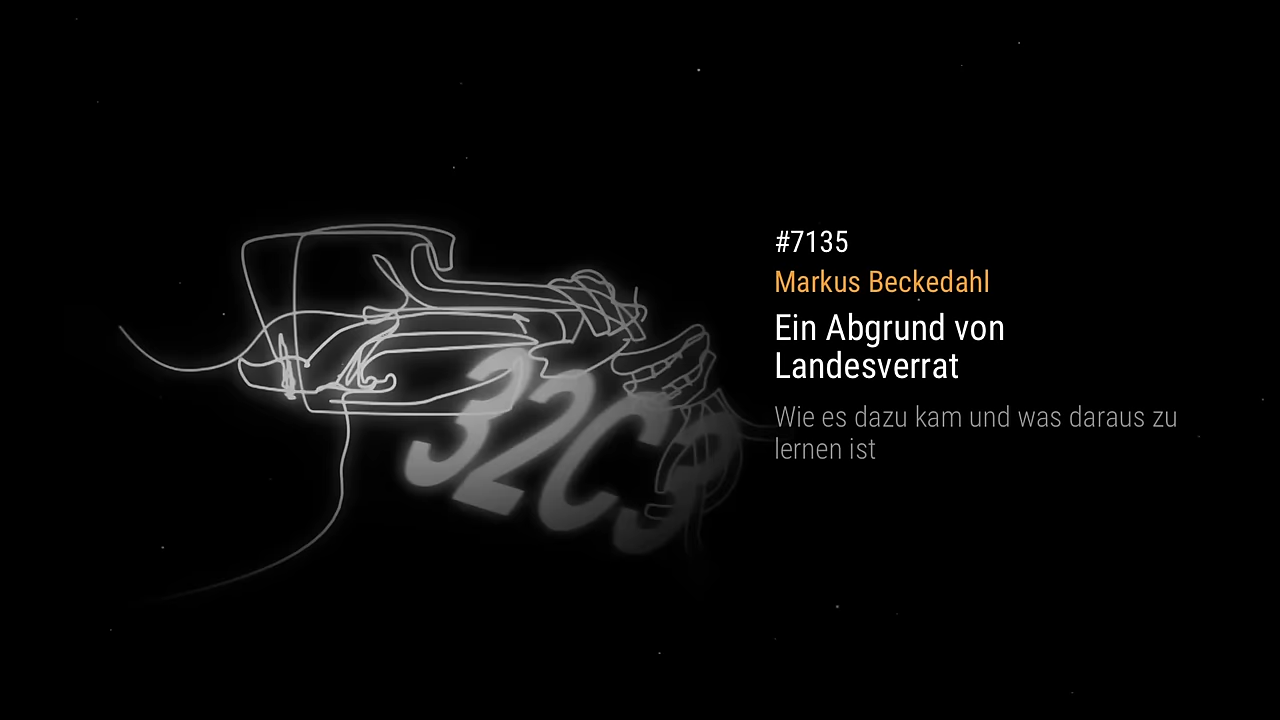 #7135
Markus Beckedahl
Ein Abgrund von
Landesverrat
Wie es dazu kam und was daraus zu
lernen ist
32C3